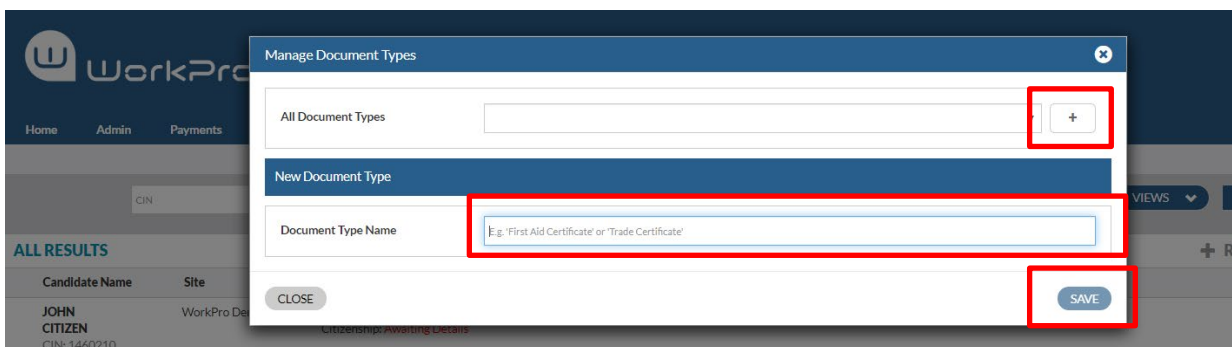 WorkPro
Manage Document Types
Home Admin Payments
All Document Types
+
New Document Type
CIN
VIEWS
Document Type Name
E.g. 'First Aid Certificate' or 'Trade Certificate'
ALL RESULTS
+ R
Candidate Name Site
CLOSE
SAVE
JOHN WorkPro De
CITIZEN Citizenship: Awaiting Details
CIN: 1460210